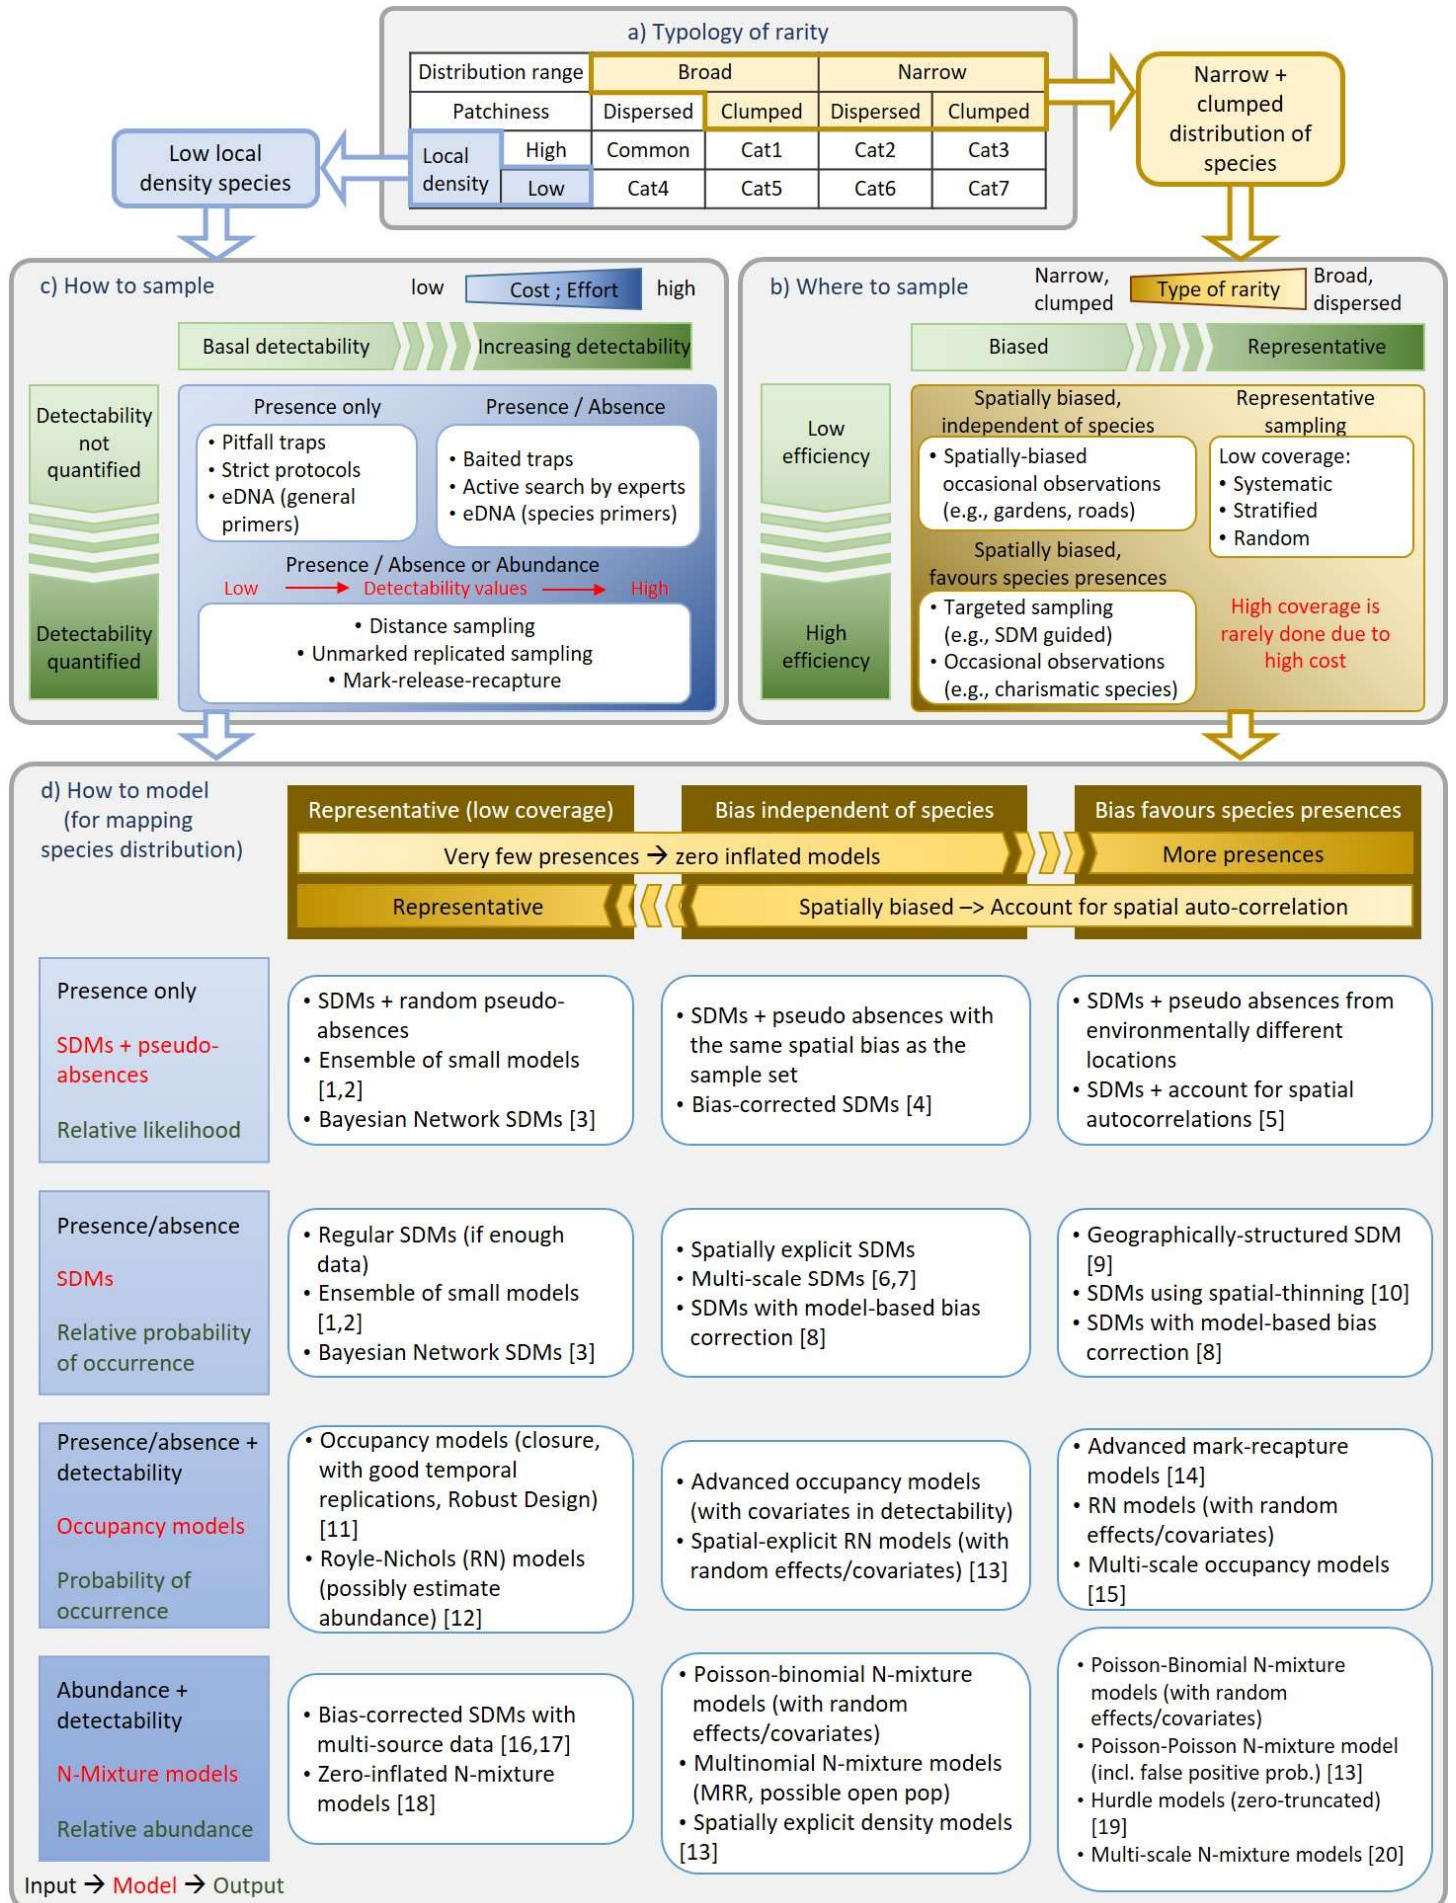 a) Typology of rarity
Distribution range Broad Narrow
Patchiness Dispersed Clumped Dispersed Clumped
Local
density
High Common Cat1 Cat2 Cat3
Low Cat4 Cat5 Cat6 Cat7
Low local
density species
Narrow +
clumped
distribution of
species
c) How to sample
low Cost ; Effort high
Basal detectability Increasing detectability
Detectability
not
quantified
Detectability
quantified
Presence only
• Pitfall traps
• Strict protocols
• eDNA (general
primers)
Presence / Absence
• Baited traps
• Active search by experts
• eDNA (species primers)
Presence / Absence or Abundance
Low → Detectability values → High
• Distance sampling
• Unmarked replicated sampling
• Mark-release-recapture
b) Where to sample
Narrow,
clumped
Type of rarity
Broad,
dispersed
Biased Representative
Low
efficiency
High
efficiency
Spatially biased,
independent of species
• Spatially-biased
occasional observations
(e.g., gardens, roads)
Representative
sampling
Low coverage:
• Systematic
• Stratified
• Random
Spatially biased,
favours species presences
• Targeted sampling
(e.g., SDM guided)
• Occasional observations
(e.g., charismatic species)
High coverage is
rarely done due to
high cost
d) How to model
(for mapping
species distribution)
Representative (low coverage) Bias independent of species Bias favours species presences
Very few presences → zero inflated models More presences
Representative Spatially biased –> Account for spatial auto-correlation
Presence only
SDMs + pseudo-
absences
Relative likelihood
• SDMs + random pseudo-
absences
• Ensemble of small models
[1,2]
• Bayesian Network SDMs [3]
• SDMs + pseudo absences with
the same spatial bias as the
sample set
• Bias-corrected SDMs [4]
• SDMs + pseudo absences from
environmentally different
locations
• SDMs + account for spatial
autocorrelations [5]
Presence/absence
SDMs
Relative probability
of occurrence
• Regular SDMs (if enough
data)
• Ensemble of small models
[1,2]
• Bayesian Network SDMs [3]
• Spatially explicit SDMs
• Multi-scale SDMs [6,7]
• SDMs with model-based bias
correction [8]
• Geographically-structured SDM
[9]
• SDMs using spatial-thinning [10]
• SDMs with model-based bias
correction [8]
Presence/absence +
detectability
Occupancy models
Probability of
occurrence
• Occupancy models (closure,
with good temporal
replications, Robust Design)
[11]
• Royle-Nichols (RN) models
(possibly estimate
abundance) [12]
• Advanced occupancy models
(with covariates in detectability)
• Spatial-explicit RN models (with
random effects/covariates) [13]
• Advanced mark-recapture
models [14]
• RN models (with random
effects/covariates)
• Multi-scale occupancy models
[15]
Abundance +
detectability
N-Mixture models
Relative abundance
• Bias-corrected SDMs with
multi-source data [16,17]
• Zero-inflated N-mixture
models [18]
• Poisson-binomial N-mixture
models (with random
effects/covariates)
• Multinomial N-mixture models
(MRR, possible open pop)
• Spatially explicit density models
[13]
• Poisson-Binomial N-mixture
models (with random
effects/covariates)
• Poisson-Poisson N-mixture model
(incl. false positive prob.) [13]
• Hurdle models (zero-truncated)
[19]
• Multi-scale N-mixture models [20]
Input → Model → Output